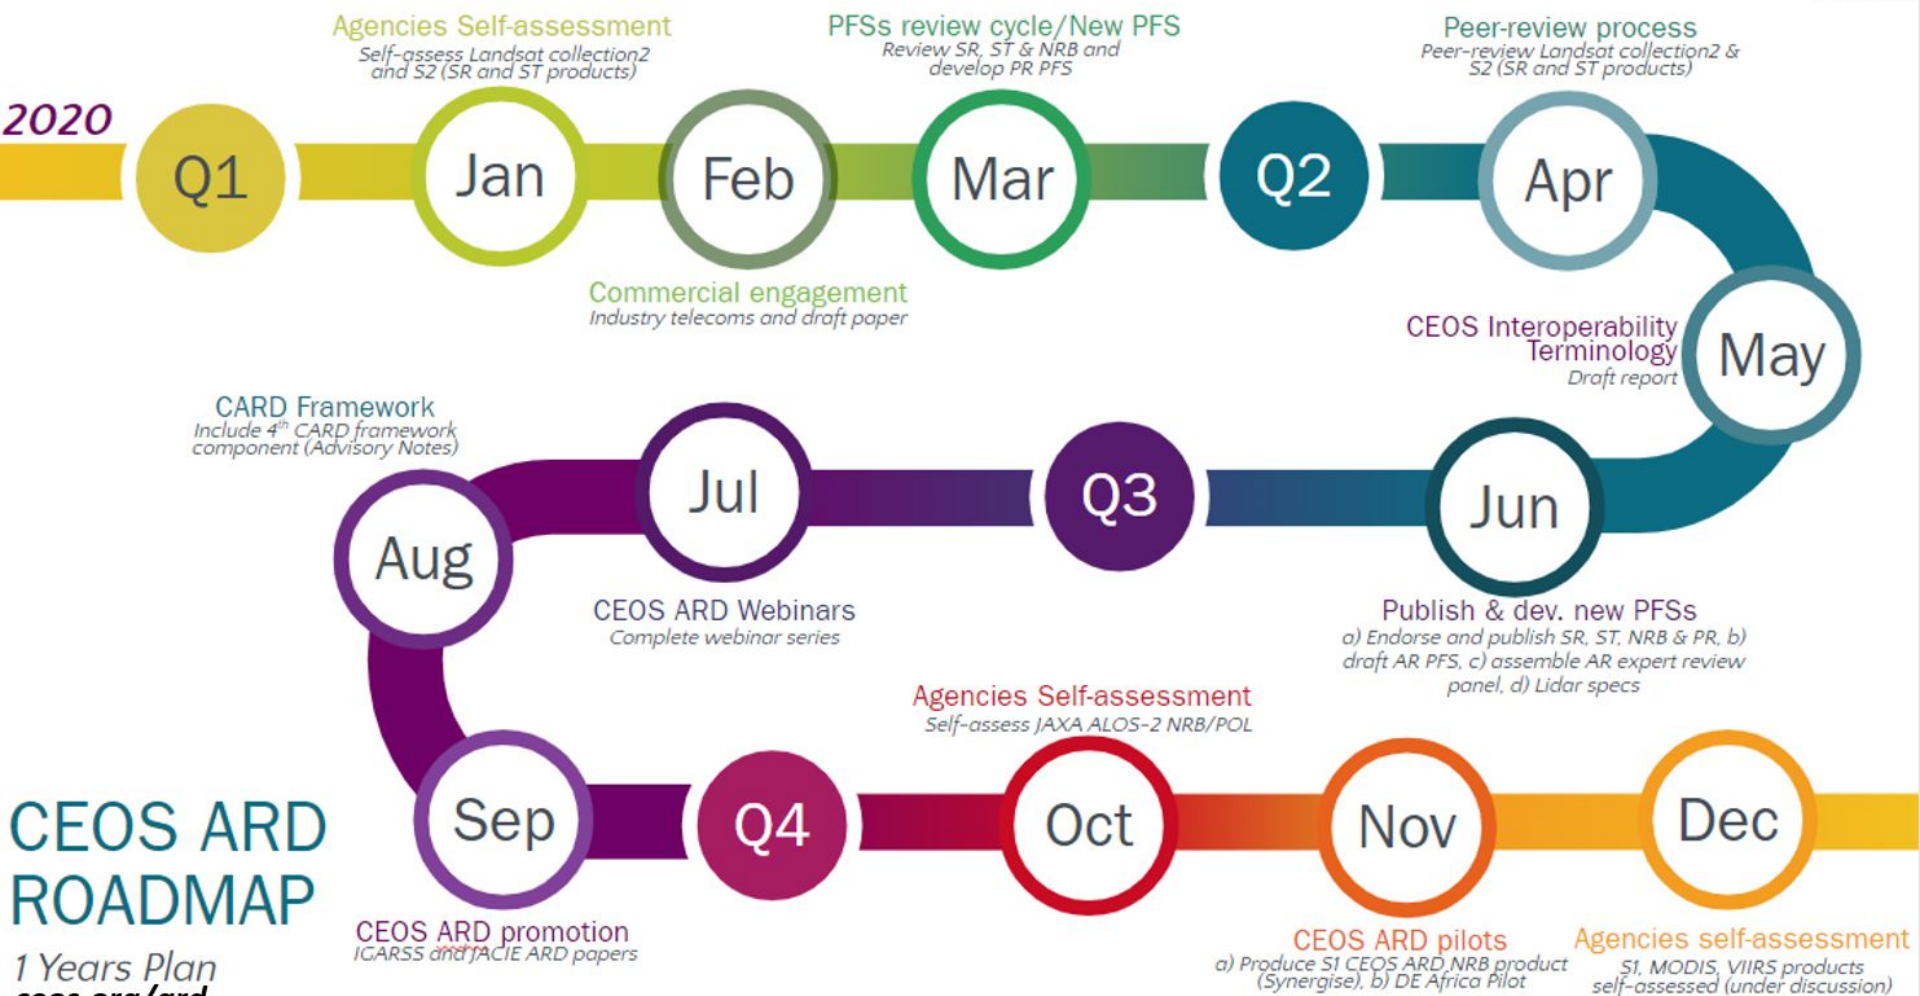 2020
Q1
Agencies Self-assessment
Self-assess Landsat collection2
and S2 (SR and ST products)
Jan
Feb
Commercial engagement
Industry telecoms and draft paper
PFSs review cycle/New PFS
Review SR, ST & NRB and
develop PR PFS
Mar
Q2
Peer-review process
Peer-review Landsat collection2 &
S2 (SR and ST products)
Apr
CEOS Interoperability
Terminology
Draft report
May
Jun
Publish & dev. new PFSs
a) Endorse and publish SR, ST, NRB & PR, b)
draft AR PFS, c) assemble AR expert review
panel, d) Lidar specs
Q3
Jul
CEOS ARD Webinars
Complete webinar series
CARD Framework
Include 4th CARD framework
component (Advisory Notes)
Aug
Sep
CEOS ARD promotion
IGARSS and JACIE ARD papers
Q4
Agencies Self-assessment
Self-assess JAXA ALOS-2 NRB/POL
Oct
Nov
CEOS ARD pilots
a) Produce S1 CEOS ARD NRB product
(Synergise), b) DE Africa Pilot
Dec
Agencies self-assessment
S1, MODIS, VIIRS products
self-assessed (under discussion)
CEOS ARD
ROADMAP
1 Years Plan
ceos.org/ard